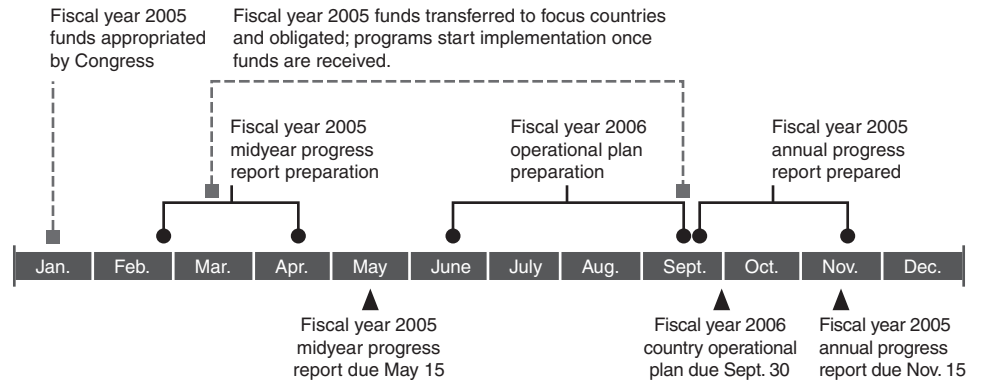 Fiscal year 2005
funds appropriated
by Congress
Fiscal year 2005 funds transferred to focus countries
and obligated; programs start implementation once
funds are received.
Fiscal year 2005
midyear progress
report preparation
Fiscal year 2006
operational plan
preparation
Fiscal year 2005
annual progress
report prepared
Jan. Feb. Mar. Apr. May June July Aug. Sept. Oct. Nov. Dec.
Fiscal year 2005
midyear progress
report due May 15
Fiscal year 2006
country operational
plan due Sept. 30
Fiscal year 2005
annual progress
report due Nov. 15